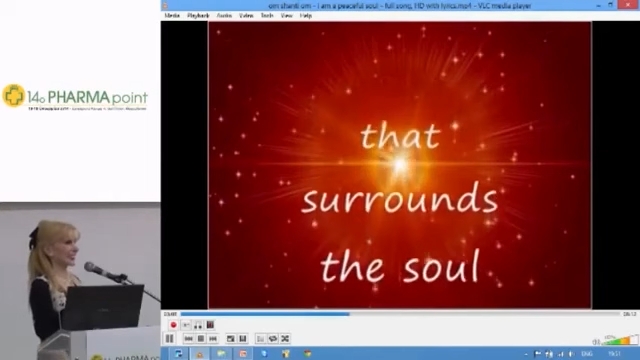 om shanti om - i am a peaceful soul - full song, HD with lyrics.mp4 - VLC media player
Media Playback Audio Video Tools View Help
14o PHARMA point
that
surrounds
the soul
ENG